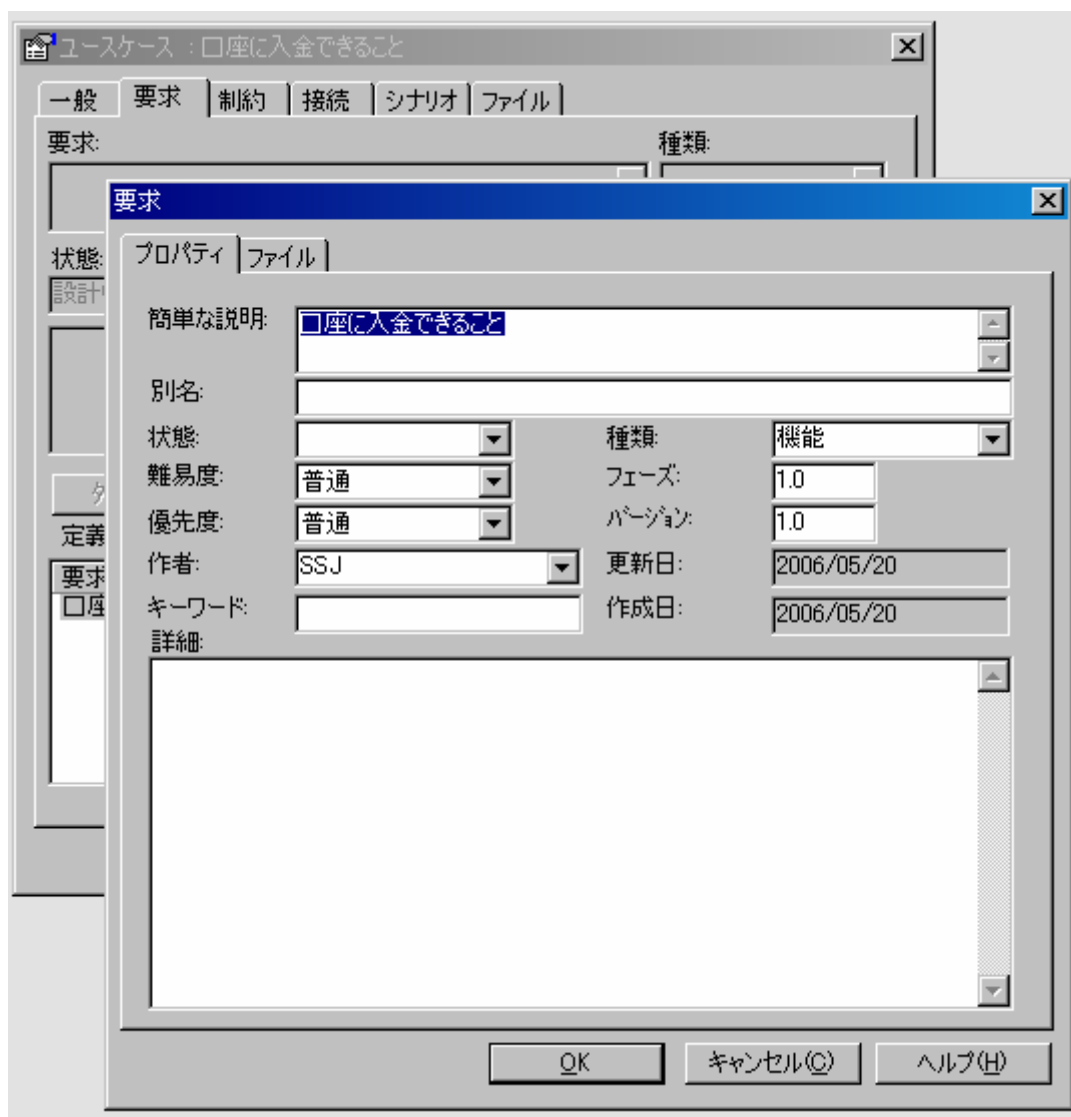 ユースケース : 口座に入金できること
一般 要求 制約 接続 シナリオ ファイル
要求: 種類:
状態:
設計
定義
要求
口座
要求
プロパティ ファイル
簡単な説明: 口座に入金できること
別名:
状態: 種類: 機能
難易度: 普通 フェーズ: 1.0
優先度: 普通 バージョン: 1.0
作者: SSJ 更新日: 2006/05/20
キーワード: 作成日: 2006/05/20
詳細:
OK キャンセル(C) ヘルプ(H)